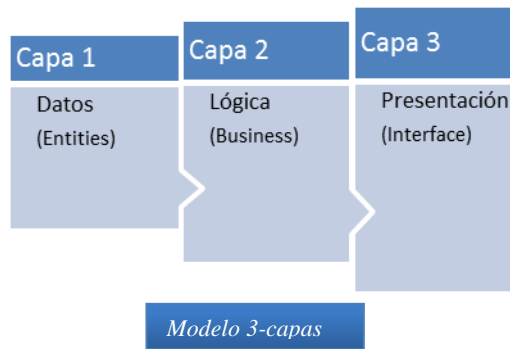 Capa 1
Datos
(Entities)
Capa 2
Lógica
(Business)
Capa 3
Presentación
(Interface)
Modelo 3-capas